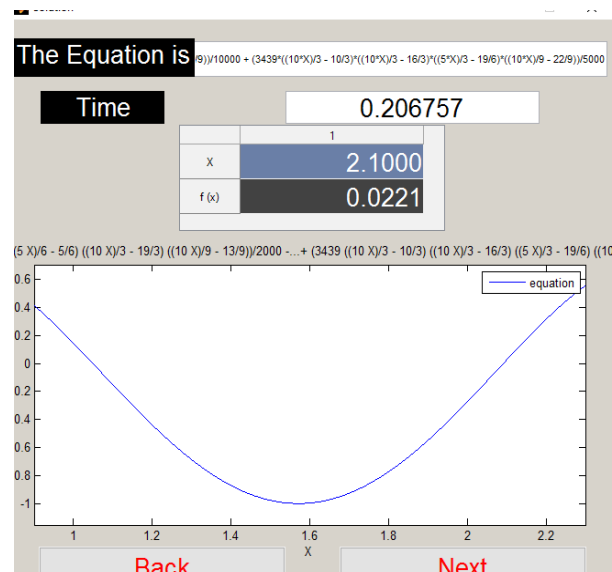 The Equation is
/9))/10000 + (3439*((10*X)/3 - 10/3)*((10*X)/3 - 16/3)*((5*X)/3 - 19/6)*((10*X)/9 - 22/9))/5000
Time 0.206757
1
X 2.1000
f (x) 0.0221
(5 X)/6 - 5/6) ((10 X)/3 - 19/3) ((10 X)/9 - 13/9))/2000 -...+ (3439 ((10 X)/3 - 10/3) ((10 X)/3 - 16/3) ((5 X)/3 - 19/6) ((10
equation
0.6
0.4
0.2
0
0.2
0.4
0.6
0.8
-1
1 1.2 1.4 1.6 1.8 2 2.2
X
Back Next